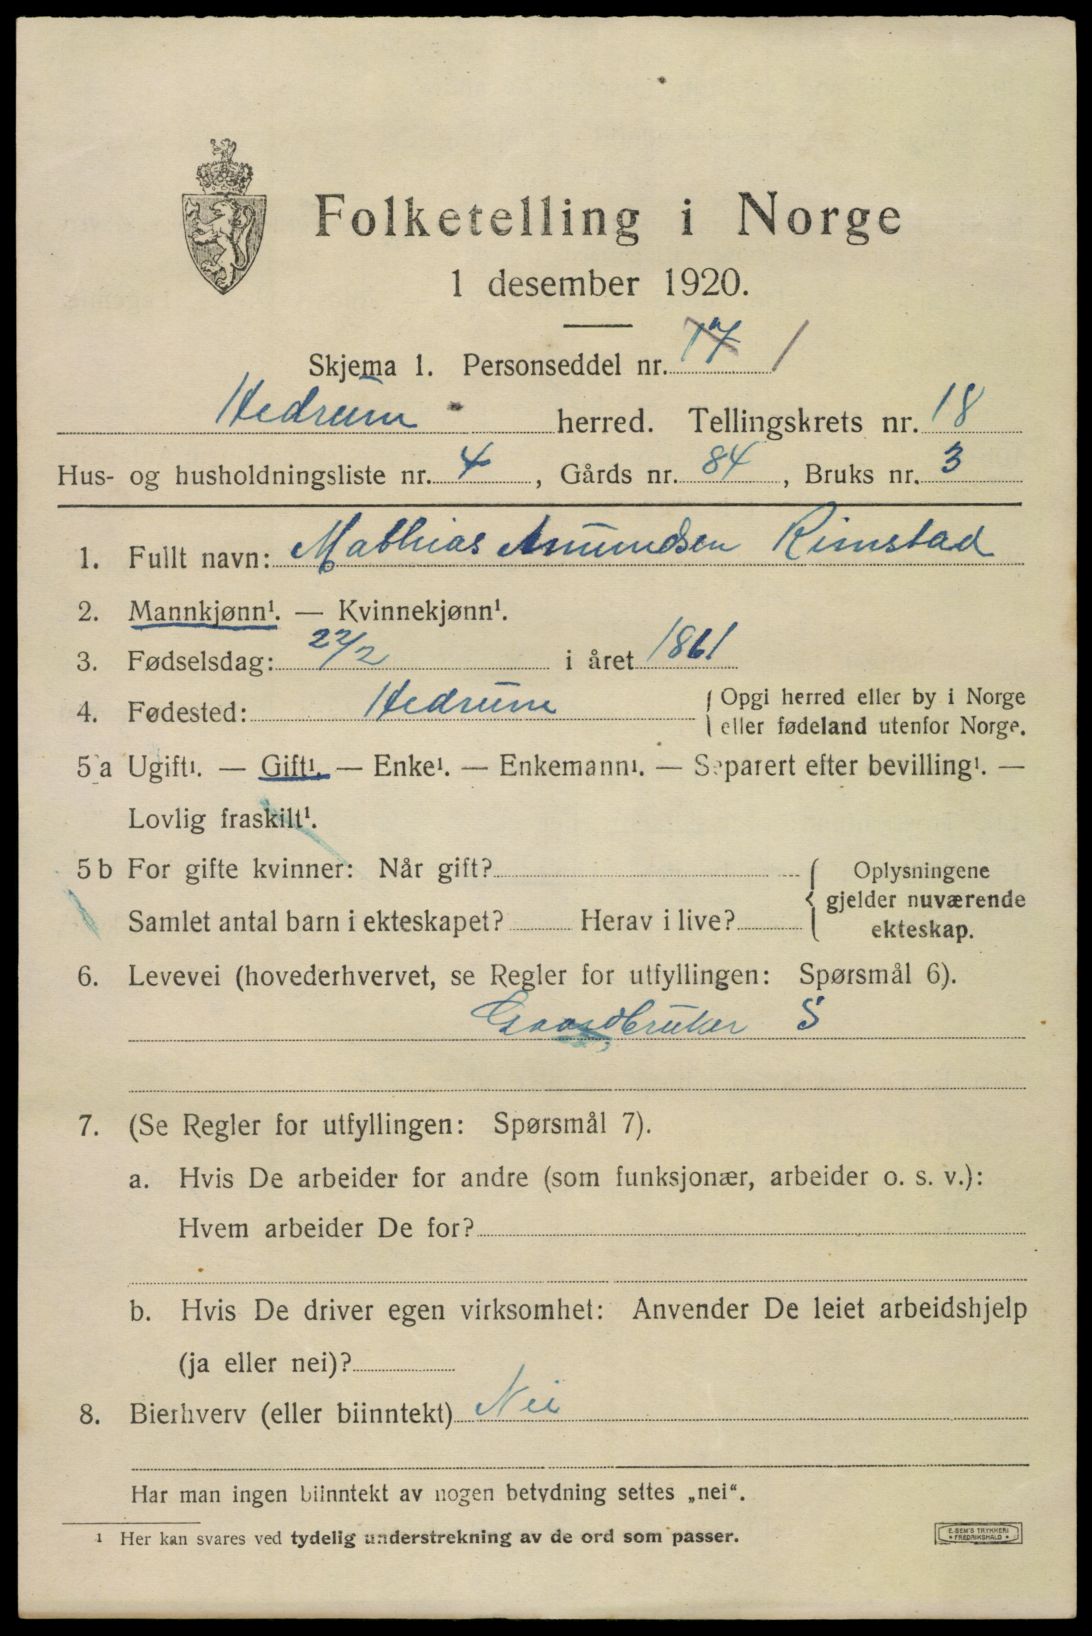 Folketelling i Norge
1 desember 1920.
Skjema 1. Personseddel nr. 17 1
Hedrum herred. Tellingskrets nr. 18
Hus- og husholdningsliste nr. 4, Gårds nr. 84, Bruks nr. 3
1. Fullt navn: Mathias Anundsen Rimstad
2. Mannkjønn¹. — Kvinnekjønn¹.
3. Fødselsdag: 22/2 i året 1861
4. Fødested: Hedrum { Opgi herred eller by i Norge
eller fødeland utenfor Norge.
5 a Ugift¹. — Gift¹. — Enke¹. — Enkemann¹. — Separert efter bevilling¹. —
Lovlig fraskilt¹.
5 b For gifte kvinner: Når gift?
Samlet antal barn i ekteskapet? Herav i live?
{ Oplysningene
gjelder nuværende
ekteskap.
6. Levevei (hovederhvervet, se Regler for utfyllingen: Spørsmål 6).
Gaardbruker S
7. (Se Regler for utfyllingen: Spørsmål 7).
a. Hvis De arbeider for andre (som funksjonær, arbeider o. s. v.):
Hvem arbeider De for?
b. Hvis De driver egen virksomhet: Anvender De leiet arbeidshjelp
(ja eller nei)?
8. Bierhverv (eller biinntekt) Nei
Har man ingen biinntekt av nogen betydning settes „nei“.
¹ Her kan svares ved tydelig understrekning av de ord som passer.
E. SEM'S TRYKKERI
• FREDRIKSHALD •